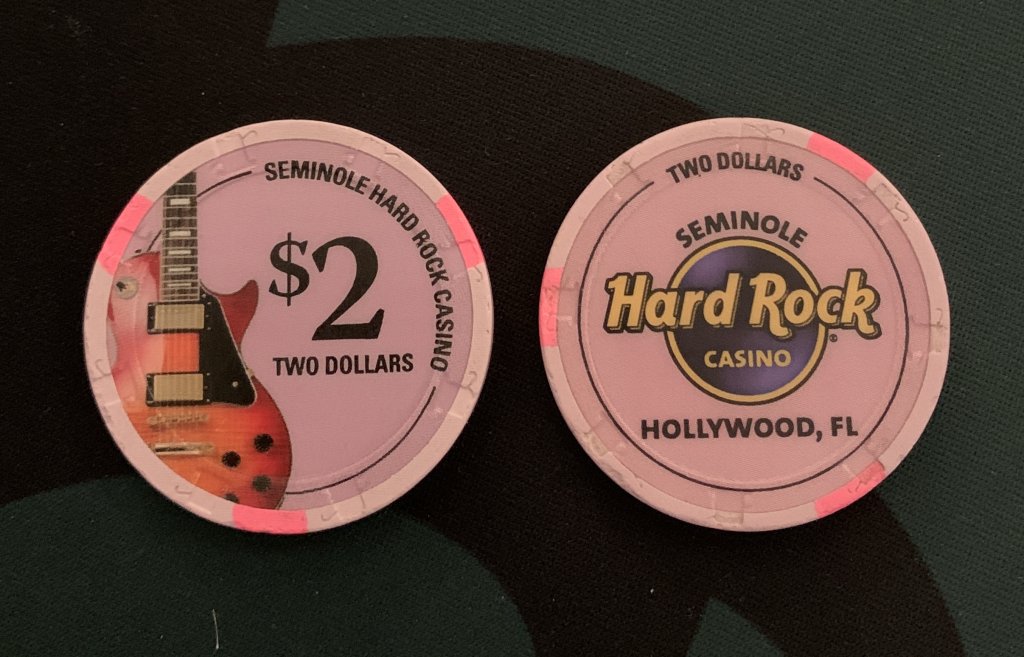 SEMINOLE HARD ROCK CASINO
$2
TWO DOLLARS
TWO DOLLARS
SEMINOLE
Hard Rock
®
CASINO
HOLLYWOOD, FL